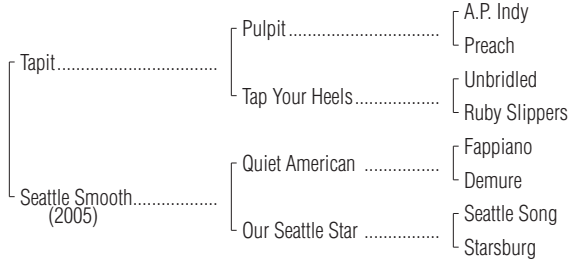 A.P. Indy
Pulpit........................................
Preach
Tapit..................................
Unbridled
Tap Your Heels..................
Ruby Slippers
Fappiano
Quiet American ................
Demure
Seattle Smooth..................
(2005)
Seattle Song
Our Seattle Star ................
Starsburg